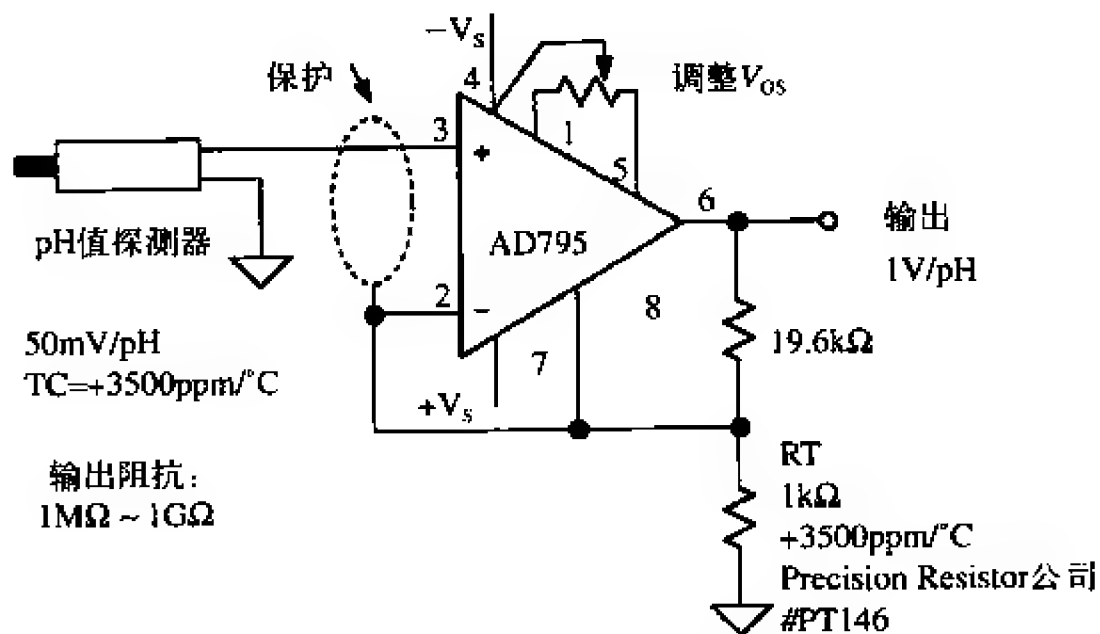 −Vs
保护
4
调整VOS
3
1
+
5
6
pH值探测器
AD795
输出
1V/pH
2
−
8
50mV/pH
TC=+3500ppm/°C
7
19.6kΩ
+Vs
输出阻抗：
1MΩ ~ 1GΩ
RT
1kΩ
+3500ppm/°C
Precision Resistor公司
#PT146